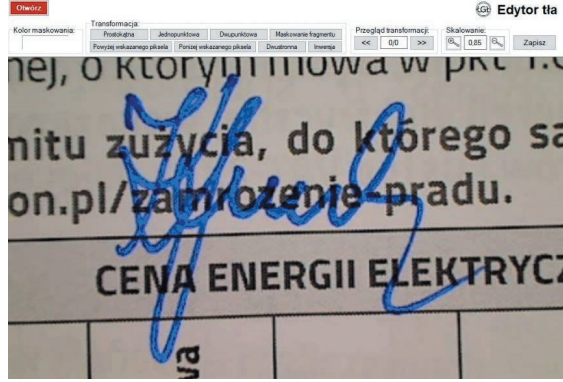 Otwórz
Edytor tła
Kolor maskowania:
Transformacja:
Prostokątna Jednopunktowa Dwupunktowa Maskowanie fragmentu
Powyżej wskazanego piksela Poniżej wskazanego piksela Dwustronna Inwersja
Przegląd transformacji:
<< 0/0 >>
Skalowanie:
0,85
Zapisz
nej, o którym mowa w pkt 1.
mitu zużycia, do którego sa
on.pl/zamrozenie-pradu.
CENA ENERGII ELEKTRYCZ
wa